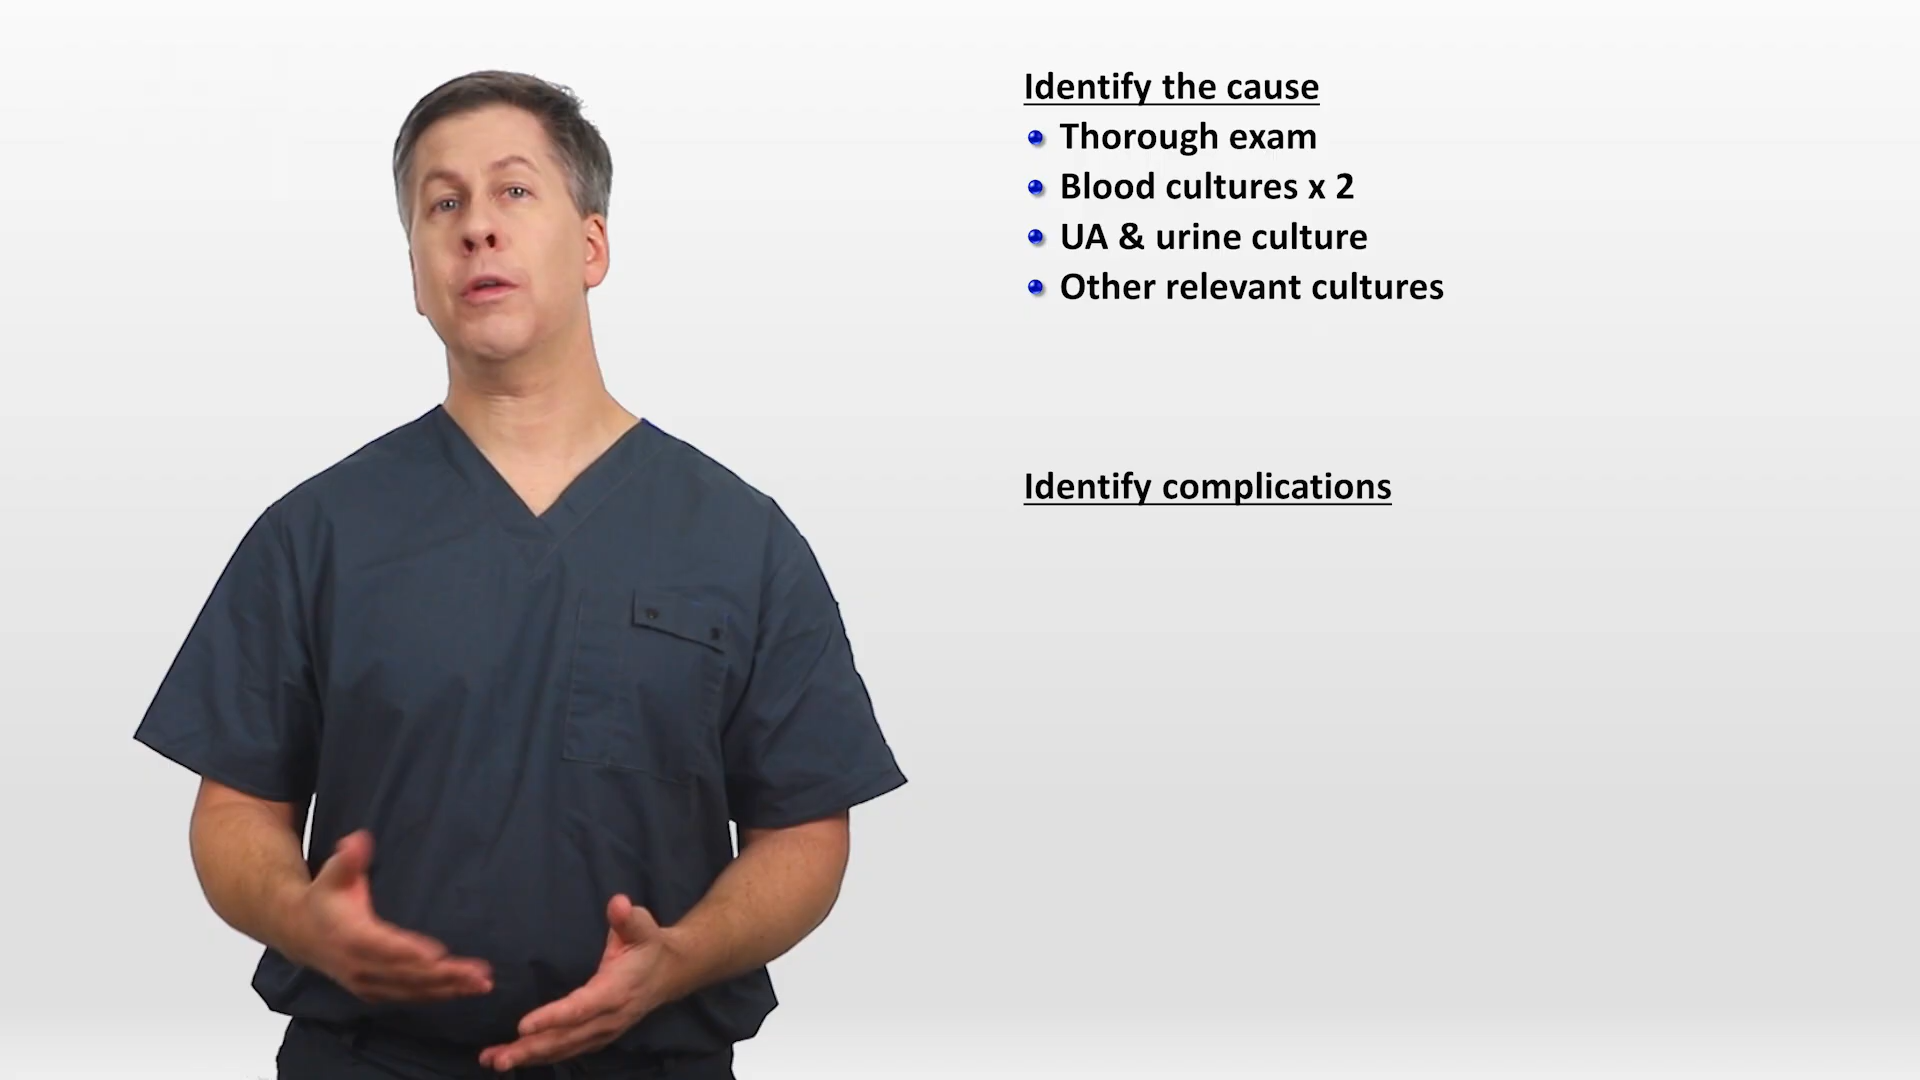 Identify the cause
Thorough exam
Blood cultures x 2
UA & urine culture
Other relevant cultures
Identify complications